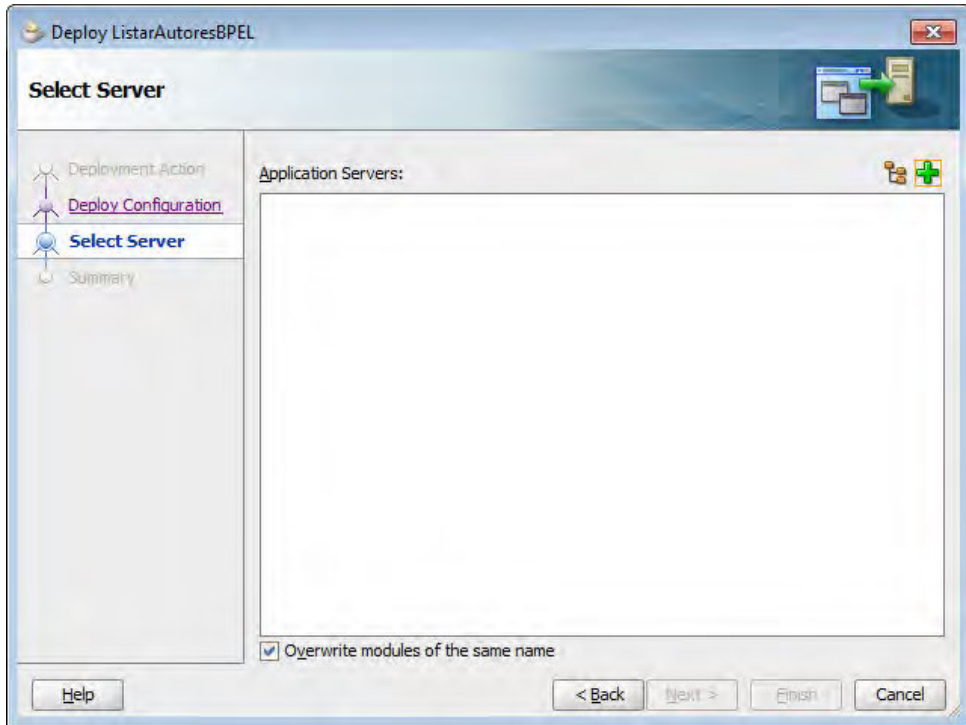 Deploy ListarAutoresBPEL
Select Server
Deployment Action
Deploy Configuration
Select Server
Summary
Application Servers:
Overwrite modules of the same name
Help
< Back
Next >
Finish
Cancel